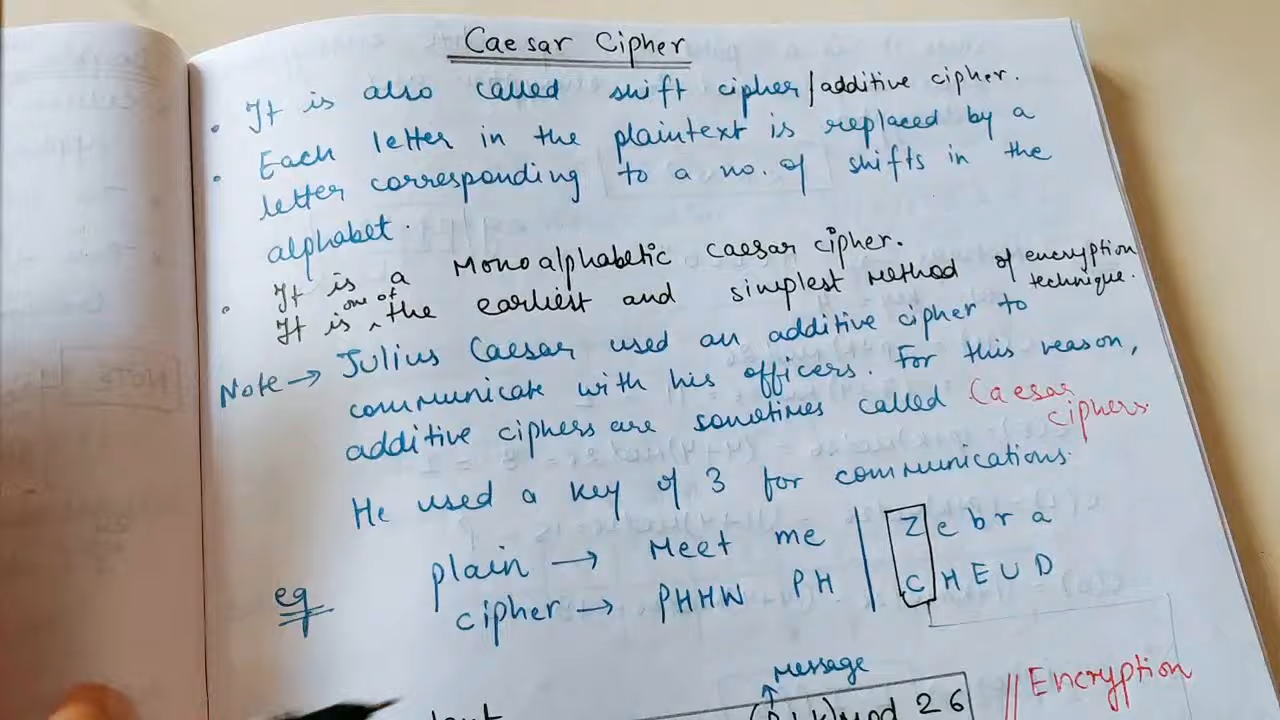 Caesar Cipher
• It is also called shift cipher/additive cipher.
• Each letter in the plaintext is replaced by a
letter corresponding to a no. of shifts in the
alphabet.
• It is a Monoalphabetic Caesar cipher.
It is one of the earliest and simplest method of encryption
technique.
Note → Julius Caesar used an additive cipher to
communicate with his officers. For this reason,
additive ciphers are sometimes called Caesar
ciphers.
He used a key of 3 for communications.
eg plain → Meet me | Zebra
cipher → PHHW PH | CHEUD
message
mod 26 // Encryption